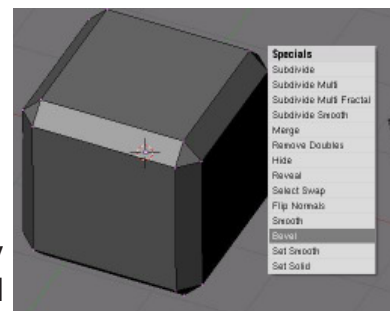 Specials
Subdivide
Subdivide Multi
Subdivide Multi Fractal
Subdivide Smooth
Merge
Remove Doubles
Hide
Reveal
Select Swap
Flip Normals
Smooth
Bevel
Set Smooth
Set Solid